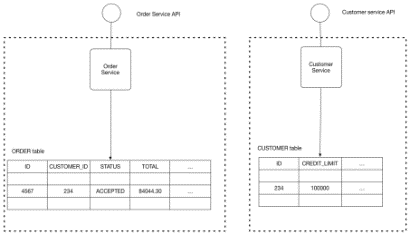 Order Service API
Customer service API
Order
Service
Customer
Service
ORDER table
ID CUSTOMER_ID STATUS TOTAL ...
4567 234 ACCEPTED 84044.30 ...
CUSTOMER table
ID CREDIT_LIMIT ...
234 100000 ...